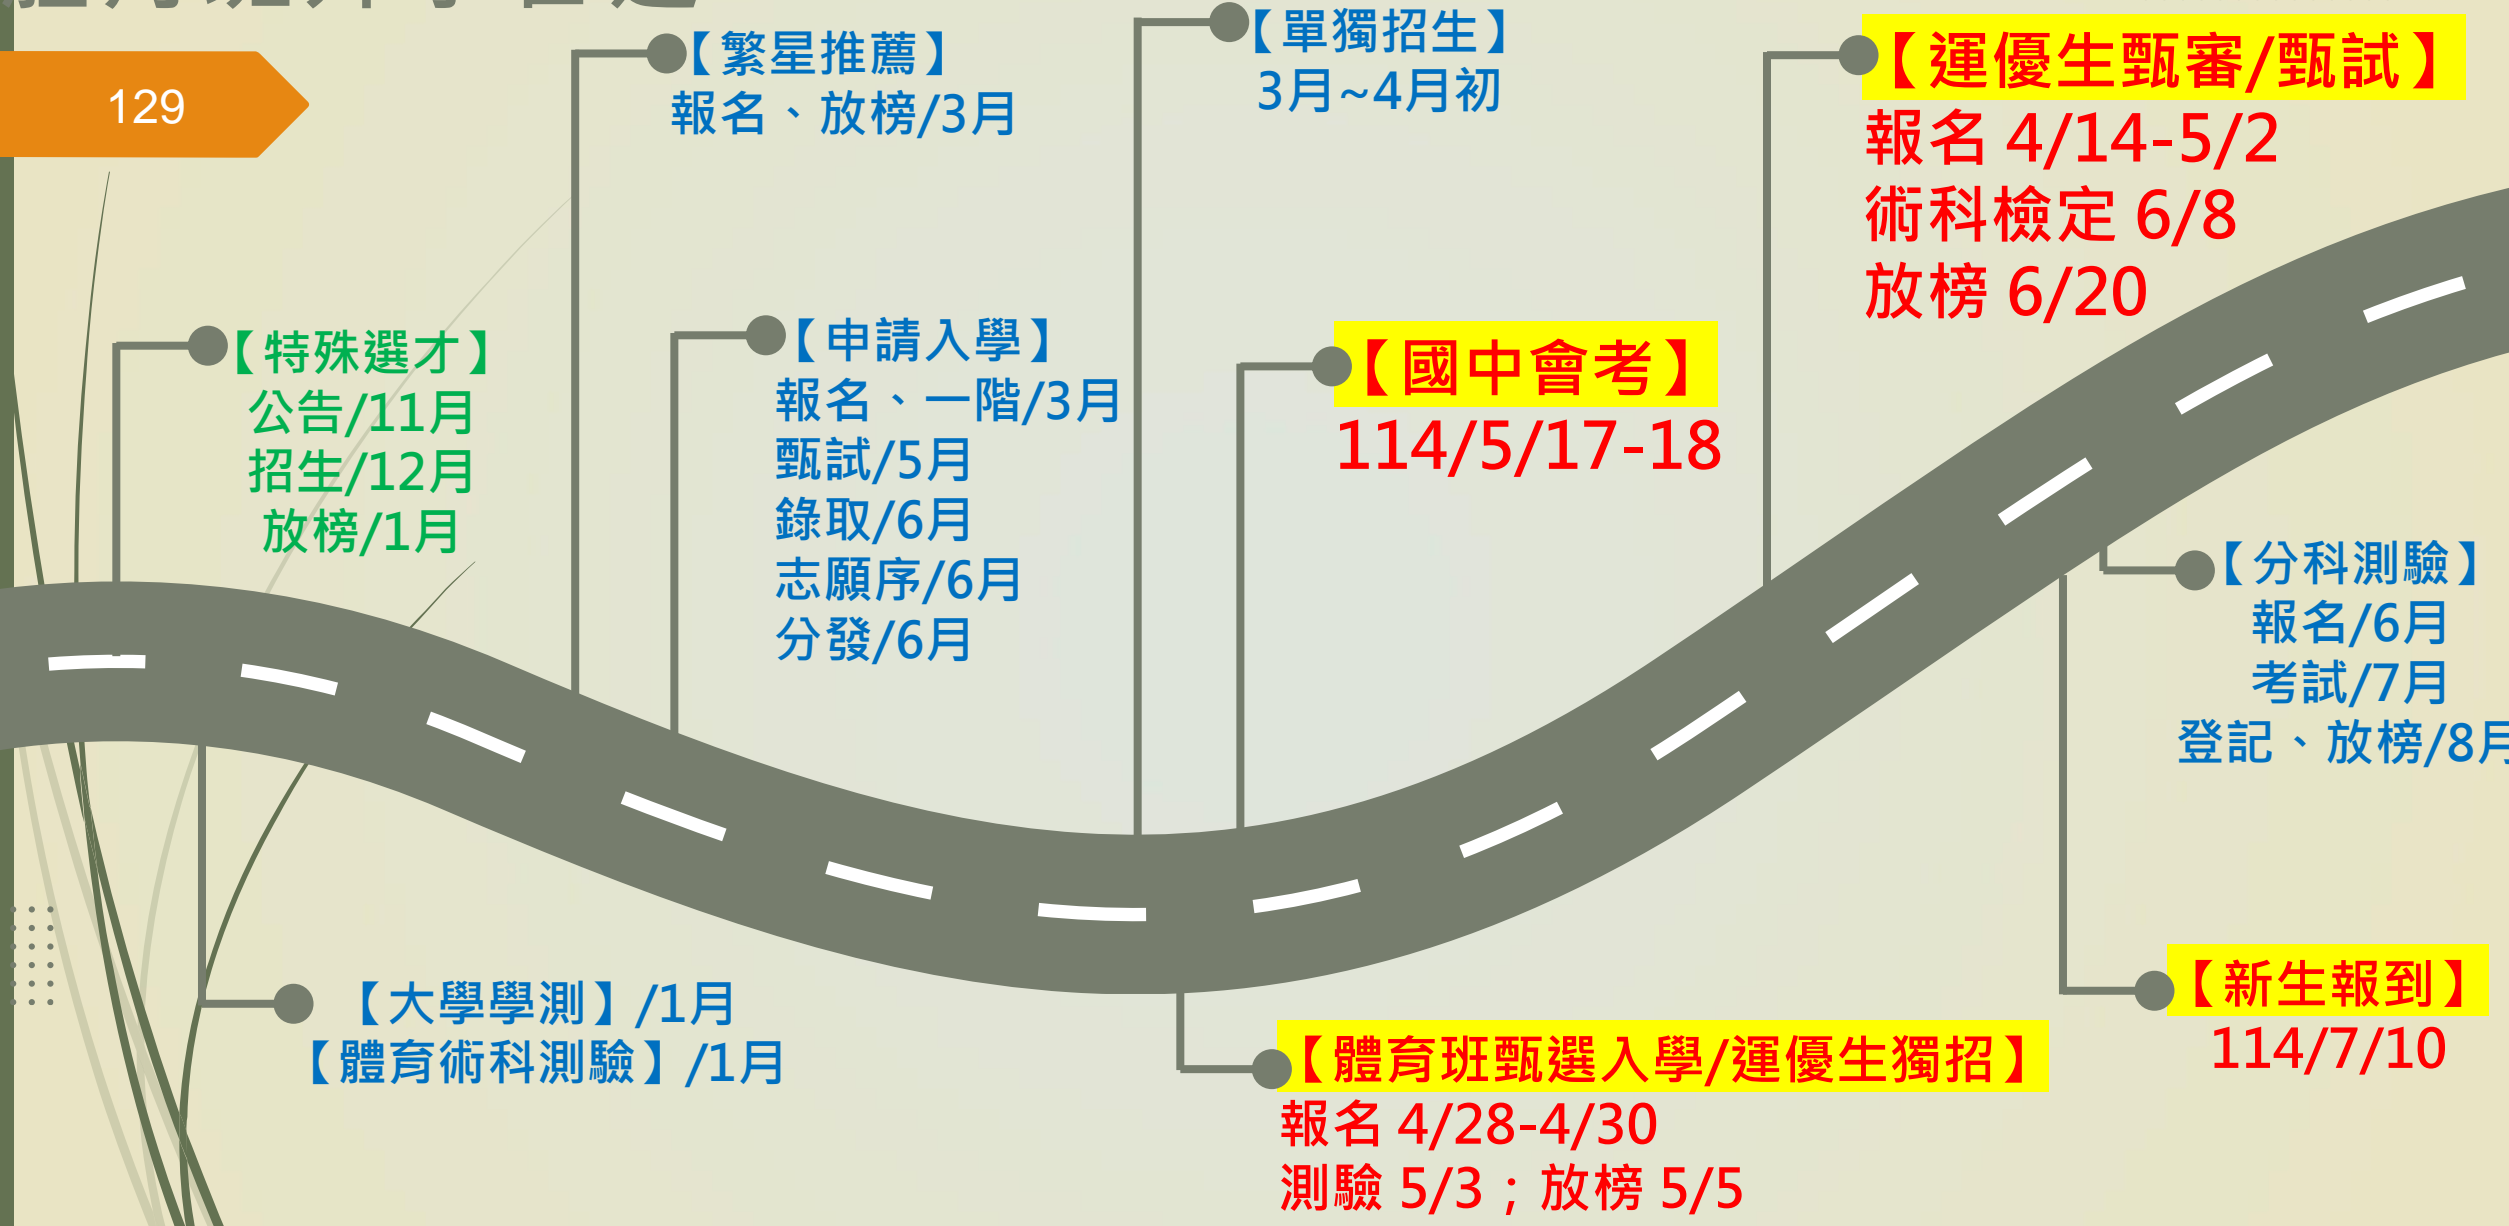 129
【特殊選才】
公告/11月
招生/12月
放榜/1月
【大學學測】/1月
【體育術科測驗】/1月
【繁星推薦】
報名、放榜/3月
【申請入學】
報名、一階/3月
甄試/5月
錄取/6月
志願序/6月
分發/6月
【單獨招生】
3月~4月初
【體育班甄選入學/運優生獨招】
報名 4/28-4/30
測驗 5/3；放榜 5/5
【國中會考】
114/5/17-18
【運優生甄審/甄試】
報名 4/14-5/2
術科檢定 6/8
放榜 6/20
【分科測驗】
報名/6月
考試/7月
登記、放榜/8月
【新生報到】
114/7/10